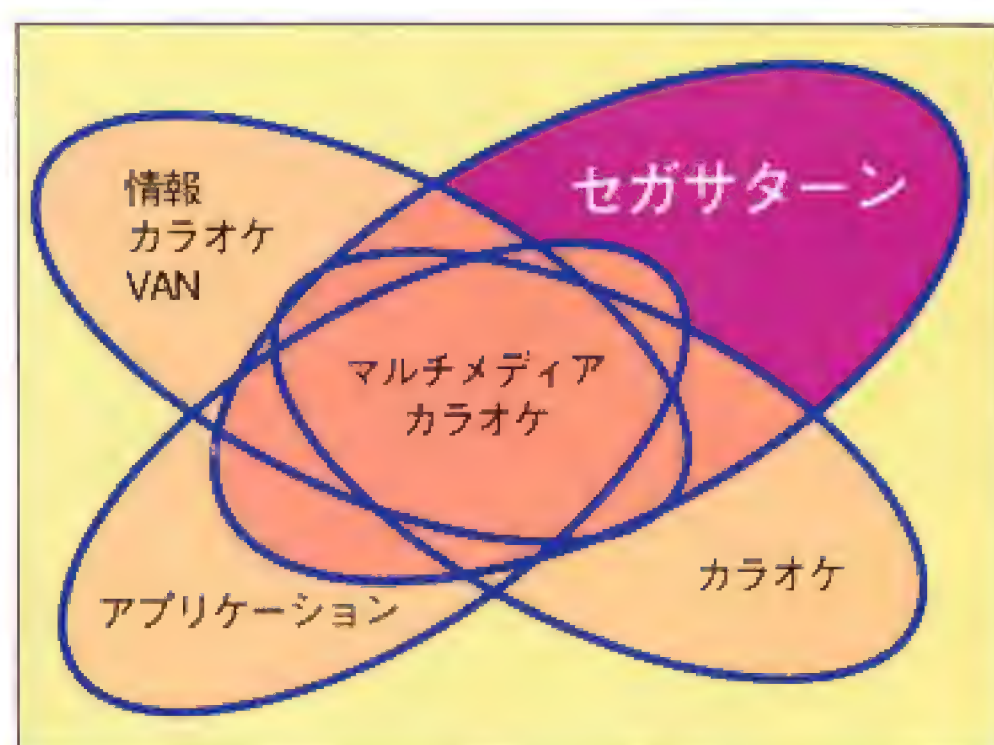 情報
カラオケ
VAN
セガサターン
マルチメディア
カラオケ
カラオケ
アプリケーション